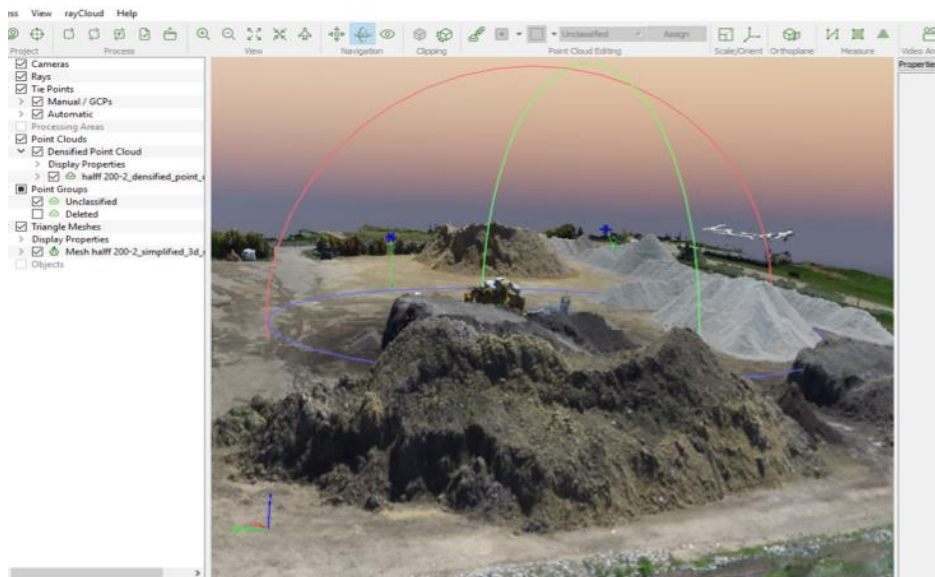 ess View rayCloud Help
Project Process View Navigation Clipping Point Cloud Editing Scale/Orient Orthoplane Measure Video An
Unclassified Assign
Cameras
Rays
Tie Points
Manual / GCPs
Automatic
Processing Areas
Point Clouds
Densified Point Cloud
Display Properties
halff 200-2_densified_point_
Point Groups
Unclassified
Deleted
Triangle Meshes
Display Properties
Mesh halff 200-2_simplified_3d_
Objects
Propertie